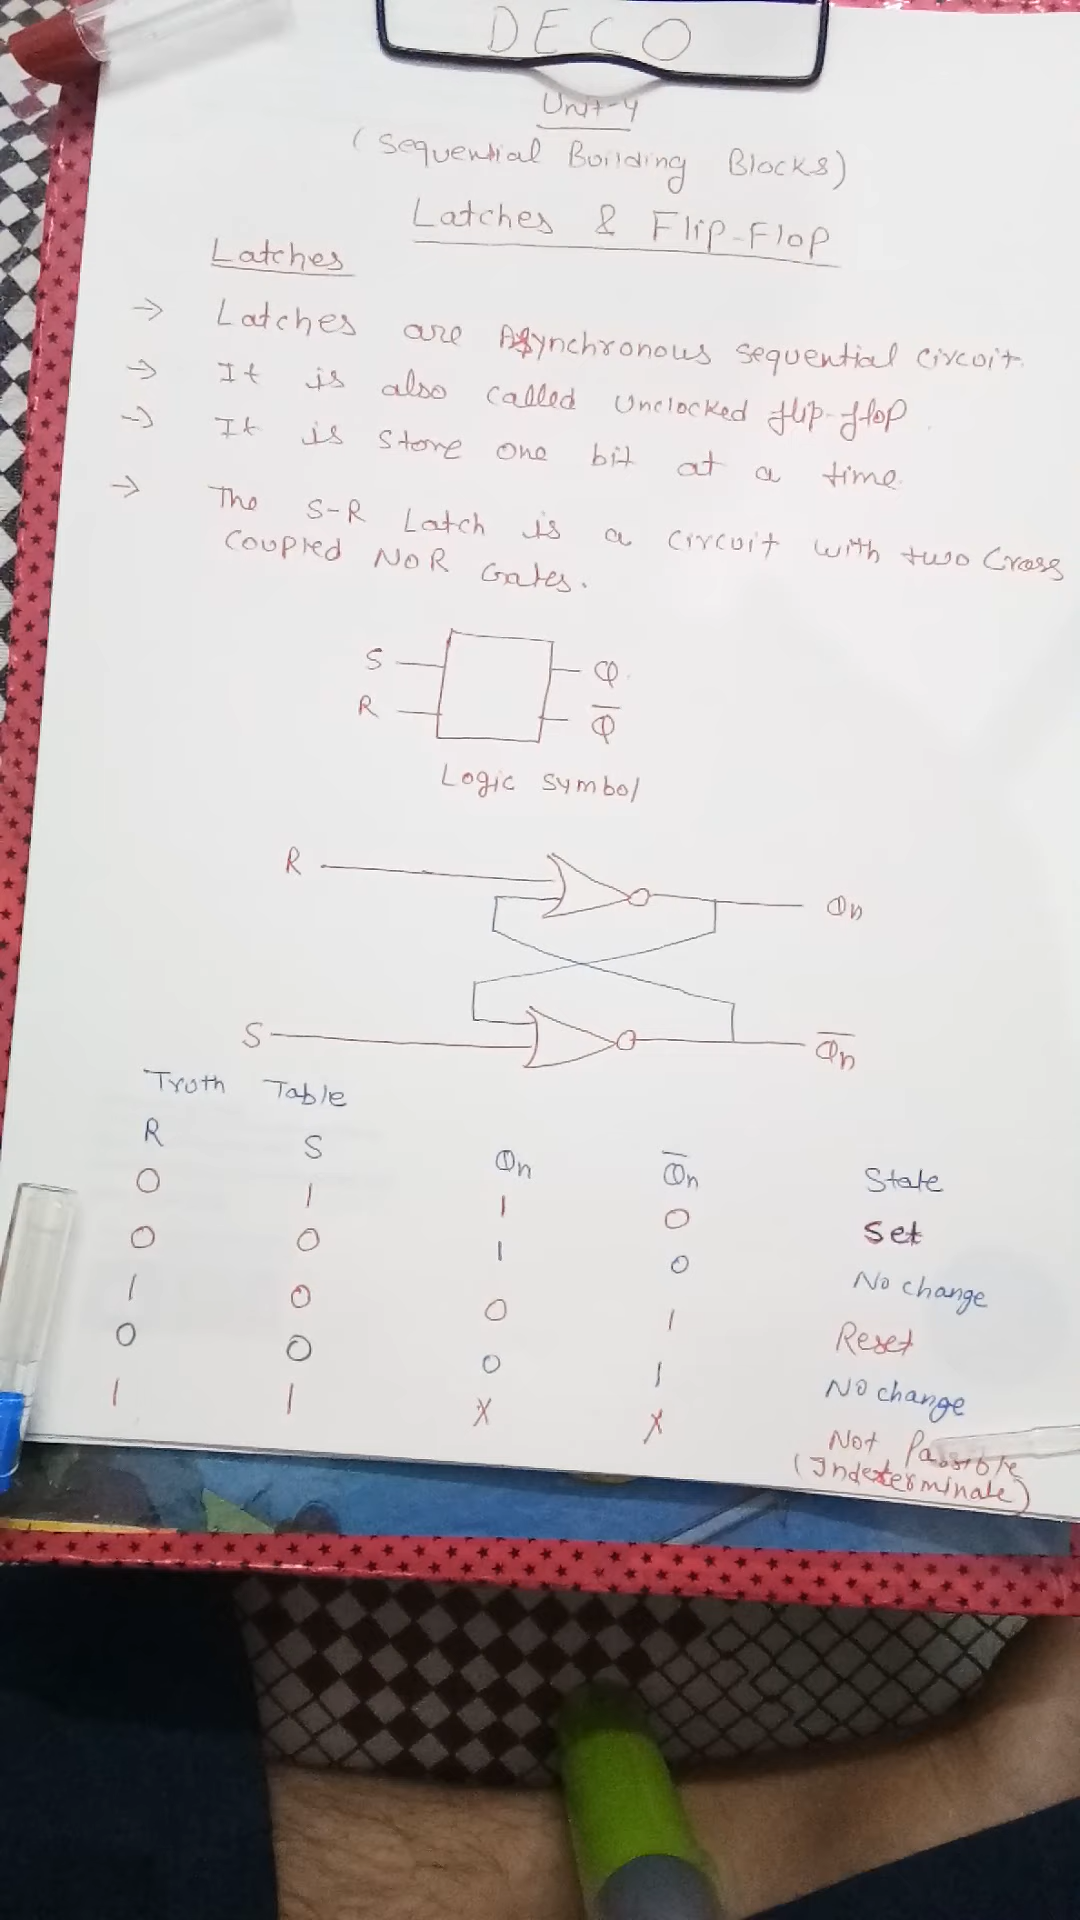 DECO
Unit-4
(Sequential Building Blocks)
Latches & Flip-Flop
Latches
→ Latches are Asynchronous sequential circuit.
→ It is also called Unclocked flip-flop.
→ It is store one bit at a time.
→ The S-R Latch is a circuit with two Cross
Coupled NOR Gates.
S Q
R Q̅
Logic symbol
R Qn
S Q̅n
Truth Table
R S Qn Q̅n State
0 1 1 0 Set
0 0 1 0 No change
1 0 0 1 Reset
0 0 0 1 No change
1 1 X X Not Possible
(Indeterminate)